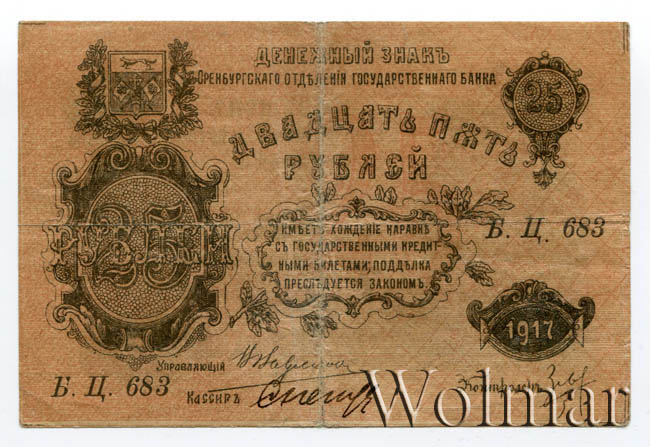 ДЕНЕЖНЫЙ ЗНАКЪ
ОРЕНБУРГСКАГО ОТДѢЛЕНІЯ ГОСУДАРСТВЕННАГО БАНКА
25
ДВАДЦАТЬ ПЯТЬ
РУБЛЕЙ
25
РУБЛЕЙ
ИМѢЕТЪ ХОЖДЕНІЕ НАРАВНѢ
СЪ ГОСУДАРСТВЕННЫМИ КРЕДИТ-
НЫМИ БИЛЕТАМИ; ПОДДѢЛКА
ПРЕСЛѢДУЕТСЯ ЗАКОНОМЪ.
Б. Ц. 683
1917
Управляющій
Б. Ц. 683
Кассиръ
Контролеръ
Wolmar